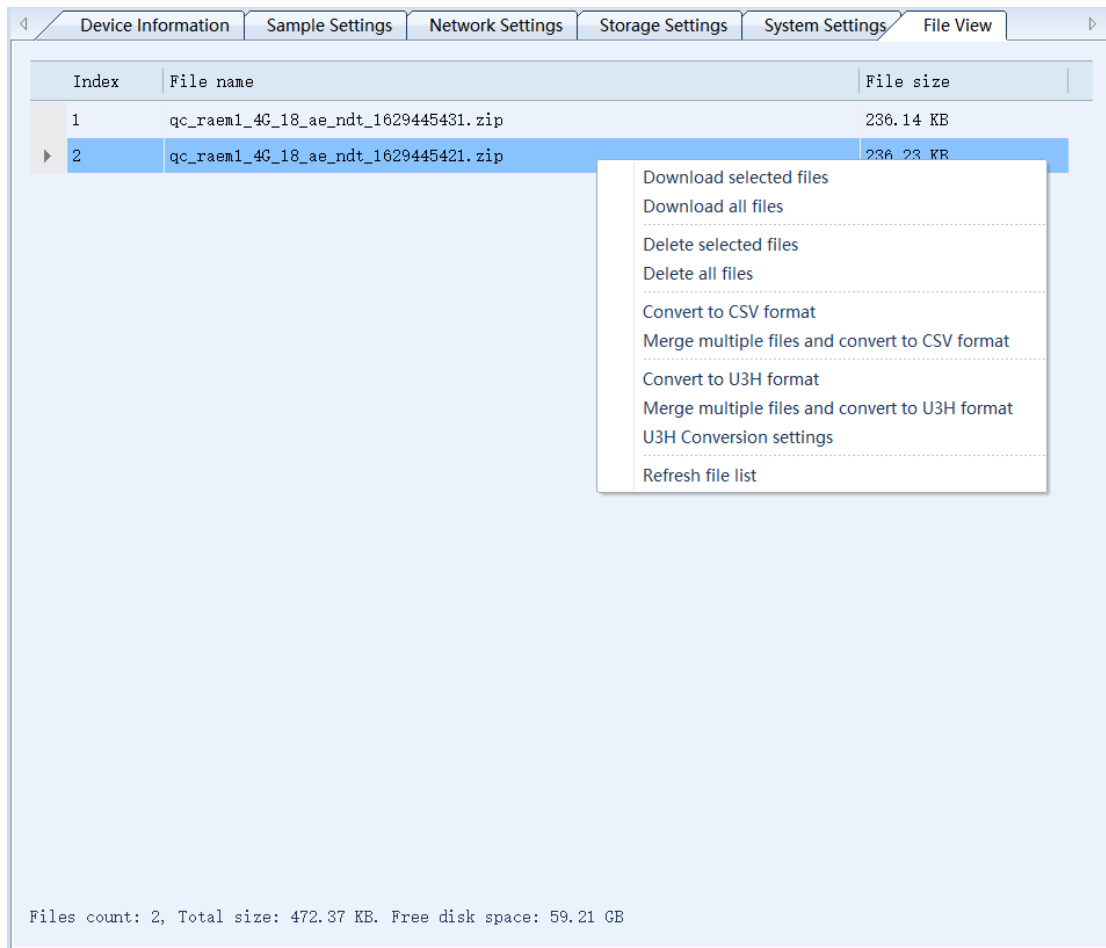 Device Information Sample Settings Network Settings Storage Settings System Settings File View
Index File name File size
1 qc_raem1_4G_18_ae_ndt_1629445431.zip 236.14 KB
2 qc_raem1_4G_18_ae_ndt_1629445421.zip 236.23 KB
Download selected files
Download all files
Delete selected files
Delete all files
Convert to CSV format
Merge multiple files and convert to CSV format
Convert to U3H format
Merge multiple files and convert to U3H format
U3H Conversion settings
Refresh file list
Files count: 2, Total size: 472.37 KB. Free disk space: 59.21 GB